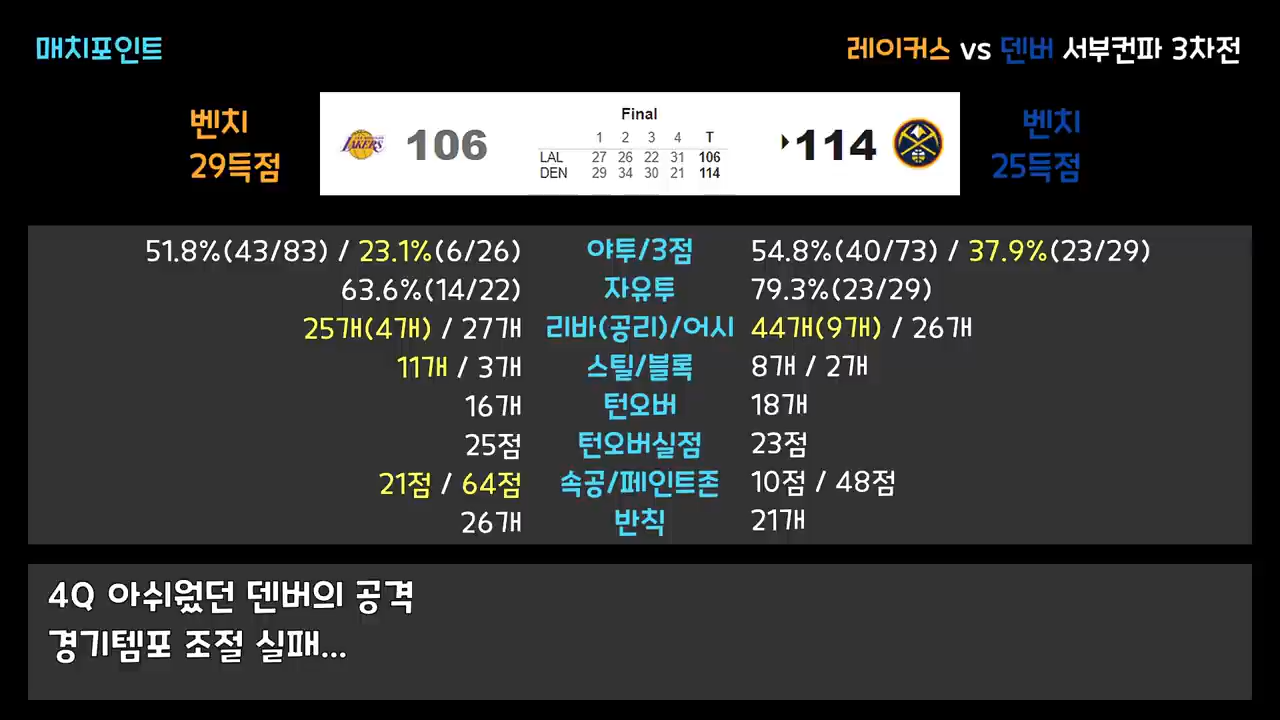 매치포인트
레이커스 vs 덴버 서부컨파 3차전
벤치
29득점
LAKERS
106
Final
1 2 3 4 T
LAL 27 26 22 31 106
DEN 29 34 30 21 114
114
벤치
25득점
51.8%(43/83) / 23.1%(6/26) 야투/3점 54.8%(40/73) / 37.9%(23/29)
63.6%(14/22) 자유투 79.3%(23/29)
25개(4개) / 27개 리바(공리)/어시 44개(9개) / 26개
11개 / 3개 스틸/블록 8개 / 2개
16개 턴오버 18개
25점 턴오버실점 23점
21점 / 64점 속공/페인트존 10점 / 48점
26개 반칙 21개
4Q 아쉬웠던 덴버의 공격
경기템포 조절 실패...